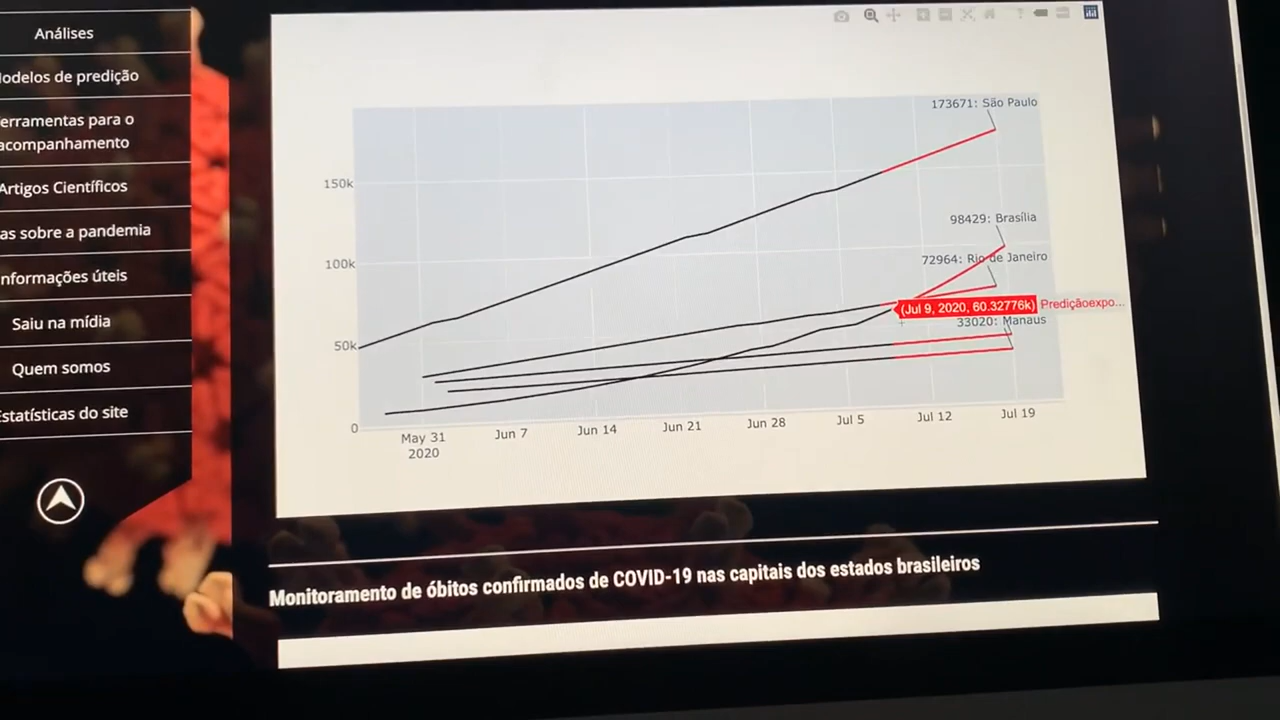 Análises
odelos de predição
erramentas para o
acompanhamento
Artigos Científicos
as sobre a pandemia
nformações úteis
Saiu na mídia
Quem somos
Estatísticas do site
173671: São Paulo
150k
98429: Brasília
100k
72964: Rio de Janeiro
(Jul 9, 2020, 60.32776k) Prediçãoexpo...
33020: Manaus
50k
0
May 31
2020
Jun 7
Jun 14
Jun 21
Jun 28
Jul 5
Jul 12
Jul 19
Monitoramento de óbitos confirmados de COVID-19 nas capitais dos estados brasileiros